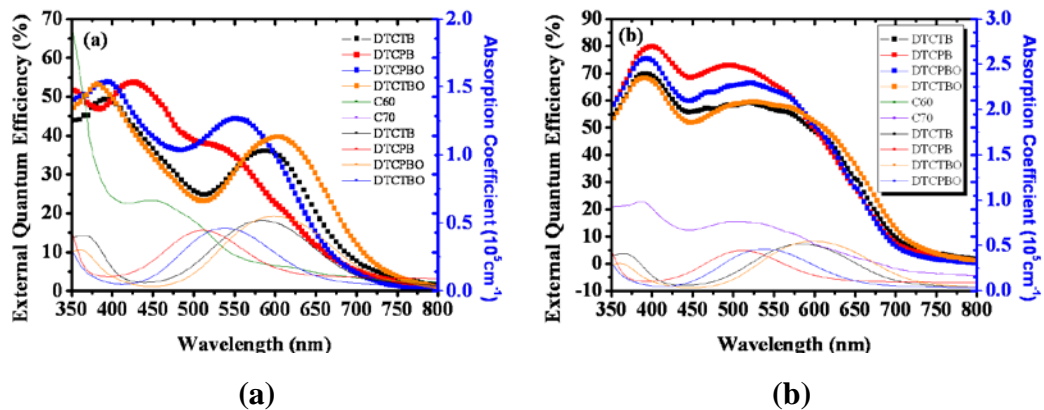 (a)
External Quantum Efficiency (%)
70
60
50
40
30
20
10
0
350 400 450 500 550 600 650 700 750 800
Wavelength (nm)
2.0
1.5
1.0
0.5
0.0
Absorption Coefficient (10⁵cm⁻¹)
DTCTB
DTCPB
DTCPBO
DTCTBO
C60
C70
DTCTB
DTCPB
DTCPBO
DTCTBO
(b)
External Quantum Efficiency (%)
90
80
70
60
50
40
30
20
10
0
-10
350 400 450 500 550 600 650 700 750 800
Wavelength (nm)
3.0
2.5
2.0
1.5
1.0
0.5
0.0
Absorption Coefficient (10⁵cm⁻¹)
DTCTB
DTCPB
DTCPBO
DTCTBO
C60
C70
DTCTB
DTCPB
DTCTBO
DTCPBO
(a)
(b)